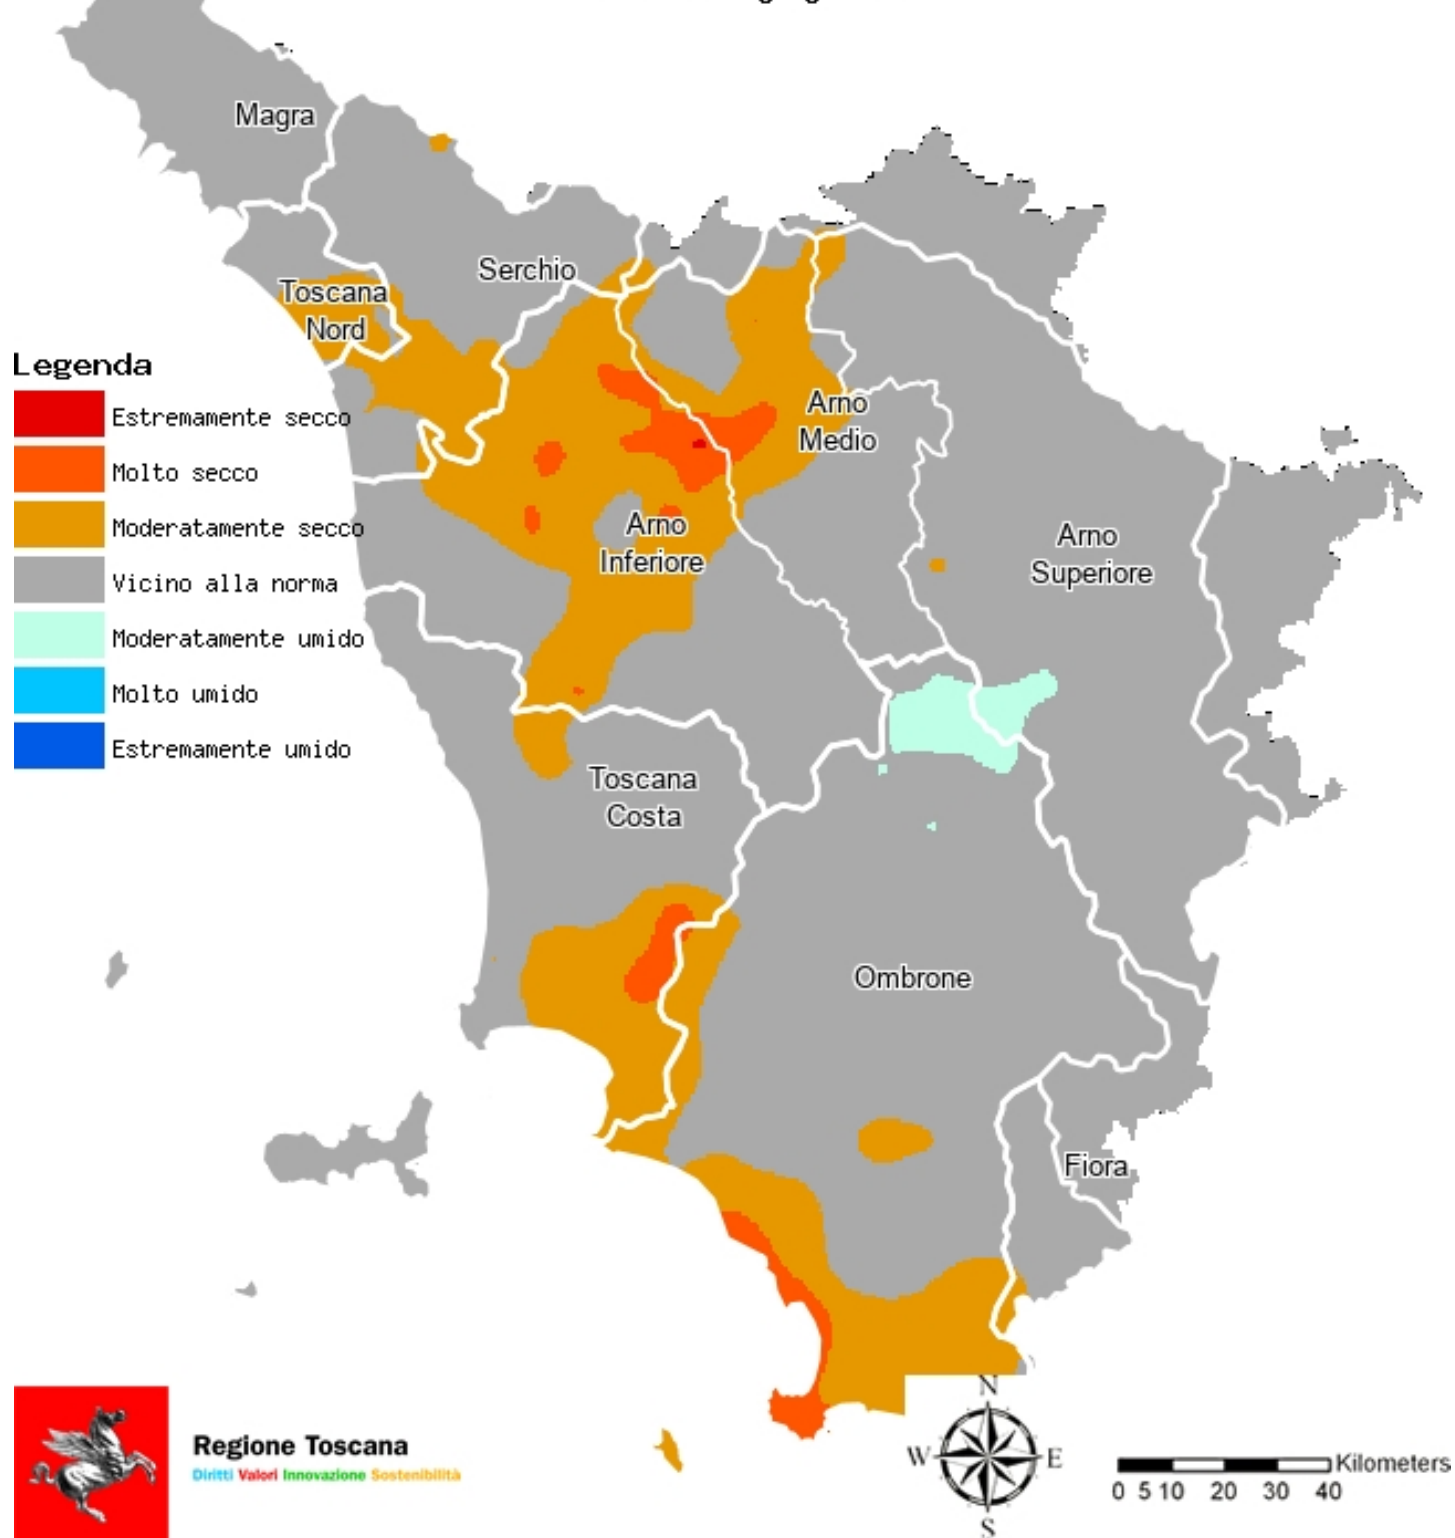 Magra
Serchio
Toscana
Nord
Legenda
Estremamente secco
Molto secco
Moderatamente secco
Vicino alla norma
Moderatamente umido
Molto umido
Estremamente umido
Arno
Medio
Arno
Inferiore
Arno
Superiore
Toscana
Costa
Ombrone
Fiora
Regione Toscana
Diritti Valori Innovazione Sostenibilità
N
W E
S
Kilometers
0 5 10 20 30 40